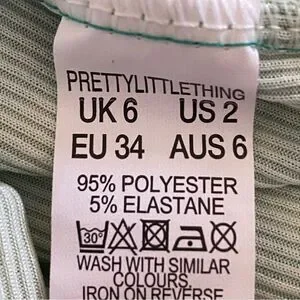 PRETTYLITTLETHING
UK 6 US 2
EU 34 AUS 6
95% POLYESTER
5% ELASTANE
30°
WASH WITH SIMILAR
COLOURS
IRON ON REVERSE